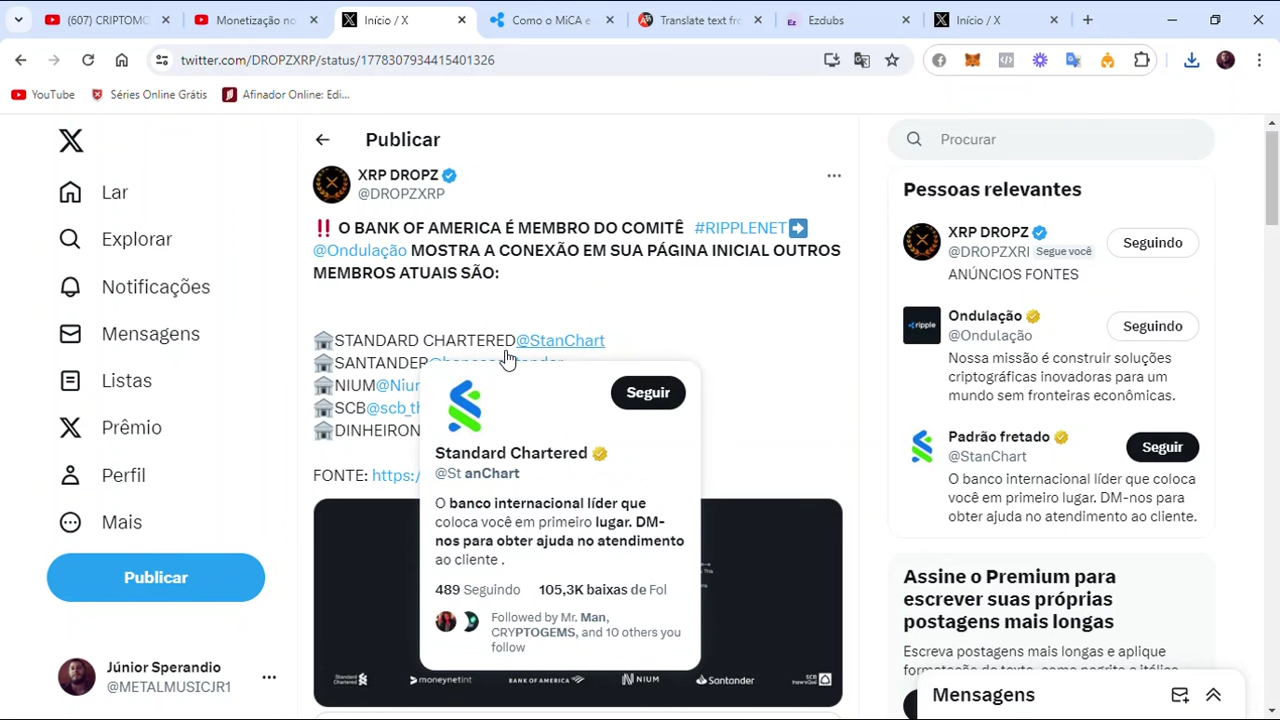 (607) CRIPTOMO
Monetização no
Início / X
Como o MiCA e
Translate text fro
Ezdubs
Início / X
twitter.com/DROPZXRP/status/1778307934415401326
YouTube
Séries Online Grátis
Afinador Online: Edi...
Lar
Explorar
Notificações
Mensagens
Listas
Prêmio
Perfil
Mais
Publicar
Júnior Sperandio
@METALMUSICJR1
Publicar
XRP DROPZ
@DROPZXRP
‼️ O BANK OF AMERICA É MEMBRO DO COMITÊ #RIPPLENET➡️
@Ondulação MOSTRA A CONEXÃO EM SUA PÁGINA INICIAL OUTROS
MEMBROS ATUAIS SÃO:
🏛️STANDARD CHARTERED@StanChart
🏛️SANTANDER
🏛️NIUM@Niu
🏛️SCB@scb_th
🏛️DINHEIRON
FONTE: https:/
Seguir
Standard Chartered
@St anChart
O banco internacional líder que
coloca você em primeiro lugar. DM-
nos para obter ajuda no atendimento
ao cliente .
489 Seguindo 105,3K baixas de Fol
Followed by Mr. Man,
CRYPTOGEMS, and 10 others you
follow
Standard Chartered
moneynetint
BANK OF AMERICA
NIUM
Santander
SCB
Procurar
Pessoas relevantes
XRP DROPZ
@DROPZXRI Segue você
Seguindo
ANÚNCIOS FONTES
ripple
Ondulação
@Ondulação
Seguindo
Nossa missão é construir soluções
criptográficas inovadoras para um
mundo sem fronteiras econômicas.
Padrão fretado
@StanChart
Seguir
O banco internacional líder que coloca
você em primeiro lugar. DM-nos para
obter ajuda no atendimento ao cliente.
Assine o Premium para
escrever suas próprias
postagens mais longas
Escreva postagens mais longas e aplique
Mensagens